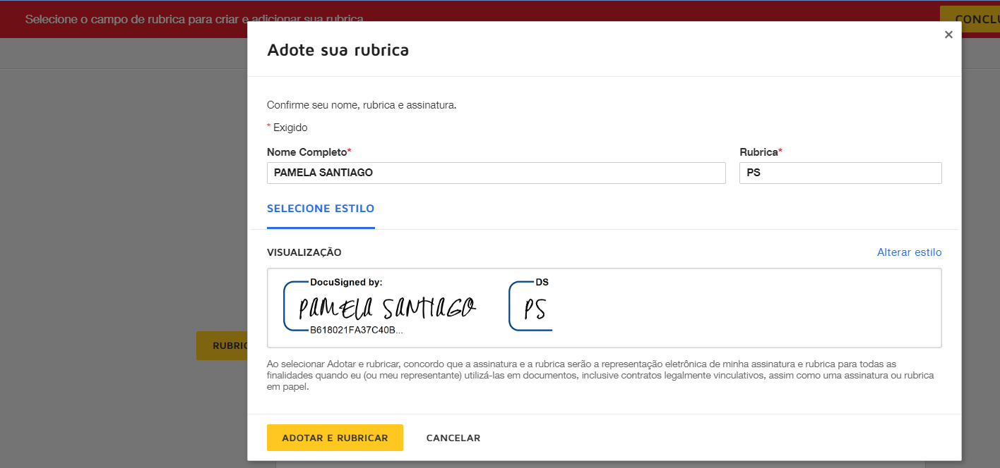 Selecione o campo de rubrica para criar e adicionar sua rubrica
CONCLU
Adote sua rubrica
Confirme seu nome, rubrica e assinatura.
* Exigido
Nome Completo* Rubrica*
PAMELA SANTIAGO PS
SELECIONE ESTILO
VISUALIZAÇÃO Alterar estilo
DocuSigned by: DS
PAMELA SANTIAGO PS
B618021FA37C40B...
RUBRIC
Ao selecionar Adotar e rubricar, concordo que a assinatura e a rubrica serão a representação eletrônica de minha assinatura e rubrica para todas as
finalidades quando eu (ou meu representante) utilizá-las em documentos, inclusive contratos legalmente vinculativos, assim como uma assinatura ou rubrica
em papel.
ADOTAR E RUBRICAR CANCELAR